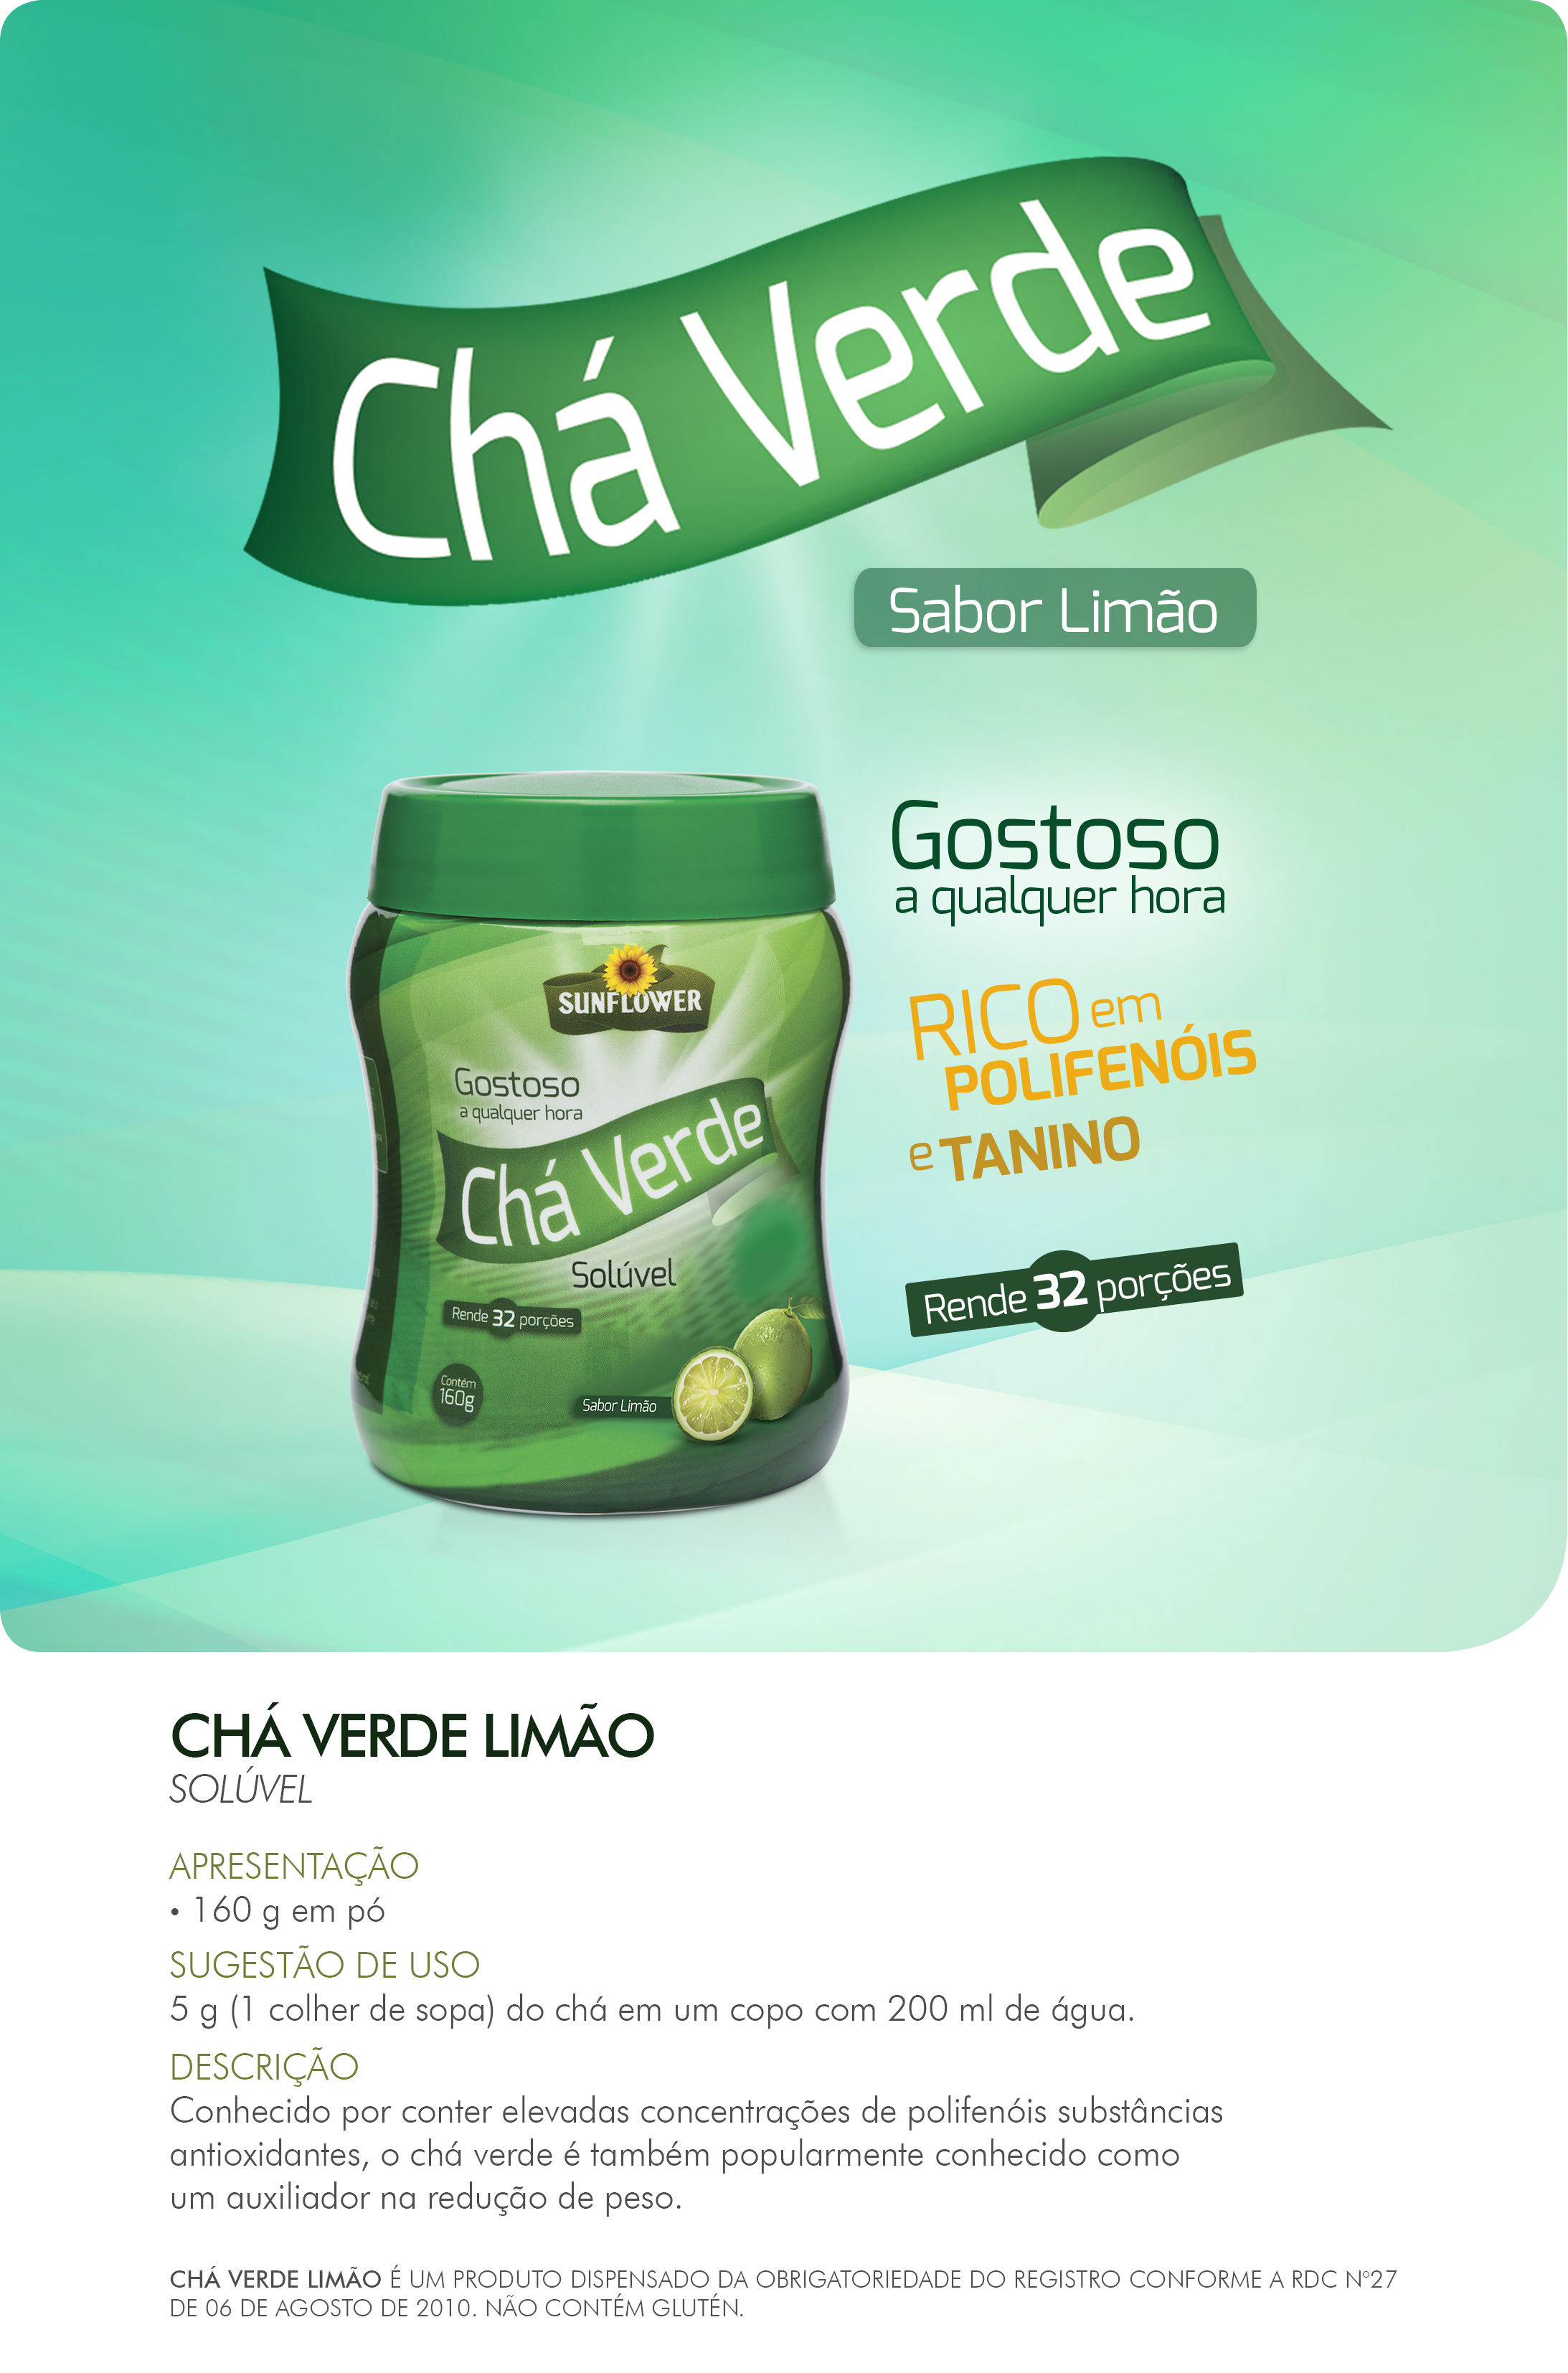 Chá Verde
Sabor Limão
Gostoso
a qualquer hora
RICO em
POLIFENÓIS
e TANINO
Rende 32 porções
SUNFLOWER
Gostoso
a qualquer hora
Chá Verde
Solúvel
Rende 32 porções
Contém
160g
Sabor Limão
CHÁ VERDE LIMÃO
SOLÚVEL
APRESENTAÇÃO
• 160 g em pó
SUGESTÃO DE USO
5 g (1 colher de sopa) do chá em um copo com 200 ml de água.
DESCRIÇÃO
Conhecido por conter elevadas concentrações de polifenóis substâncias
antioxidantes, o chá verde é também popularmente conhecido como
um auxiliador na redução de peso.
CHÁ VERDE LIMÃO É UM PRODUTO DISPENSADO DA OBRIGATORIEDADE DO REGISTRO CONFORME A RDC Nº27
DE 06 DE AGOSTO DE 2010. NÃO CONTÉM GLUTÉN.